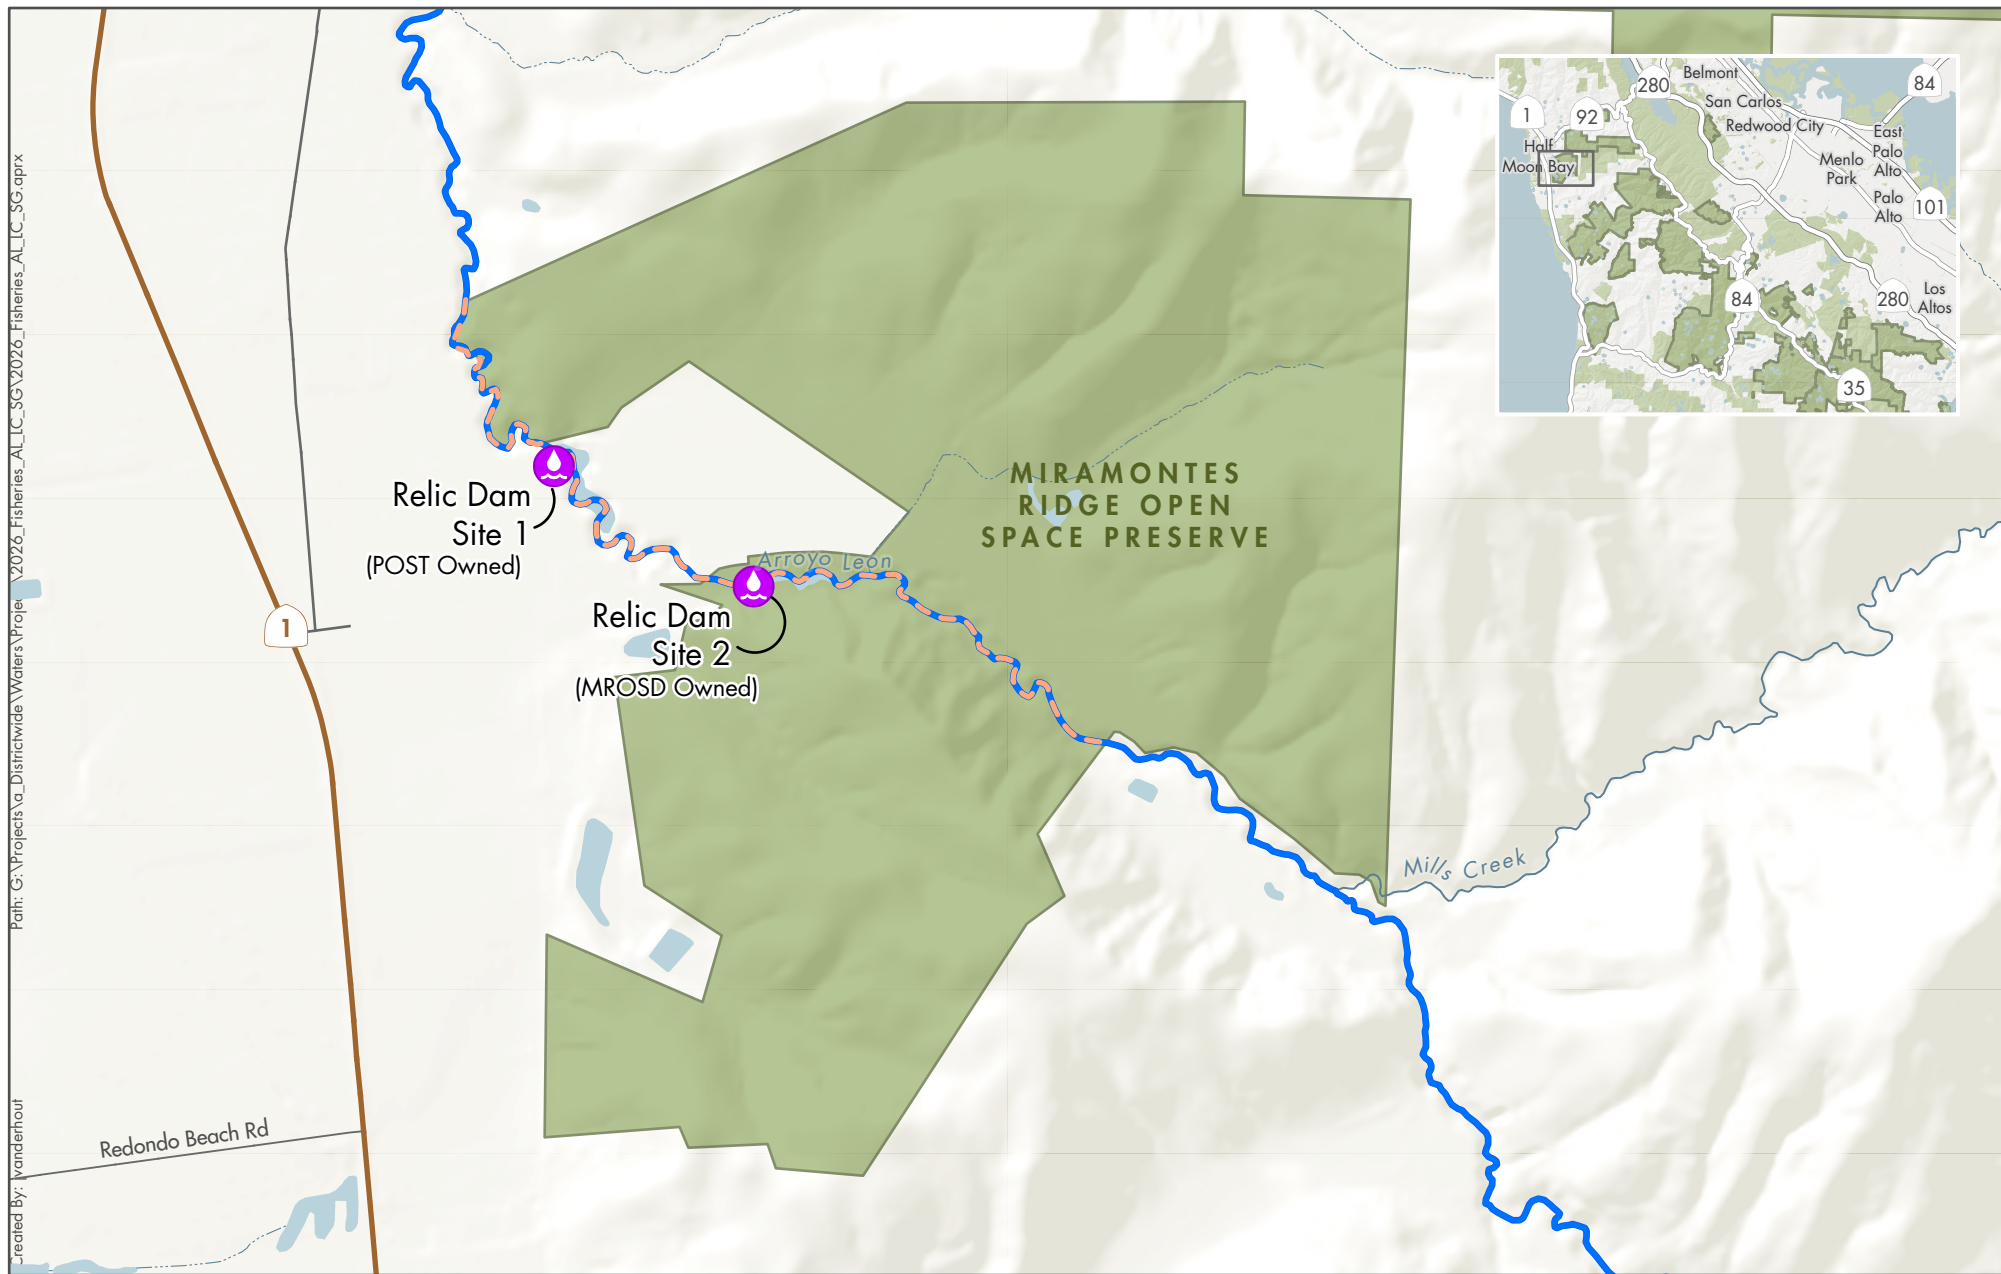 Path: G:\Projects\a_Districtwide\Waters\Projec
\2026_Fisheries_AL_LC_SG\2026_Fisheries_AL_LC_SG.aprx
Created By:
vanderhout
1
Relic Dam
Site 1
(POST Owned)
Relic Dam
Site 2
(MROSD Owned)
Arroyo Leon
MIRAMONTES
RIDGE OPEN
SPACE PRESERVE
Mills Creek
Redondo Beach Rd
1
92
280
Belmont
San Carlos
Redwood City
84
Half
Moon Bay
Menlo
Park
East
Palo
Alto
Palo
Alto
101
84
280
Los
Altos
35